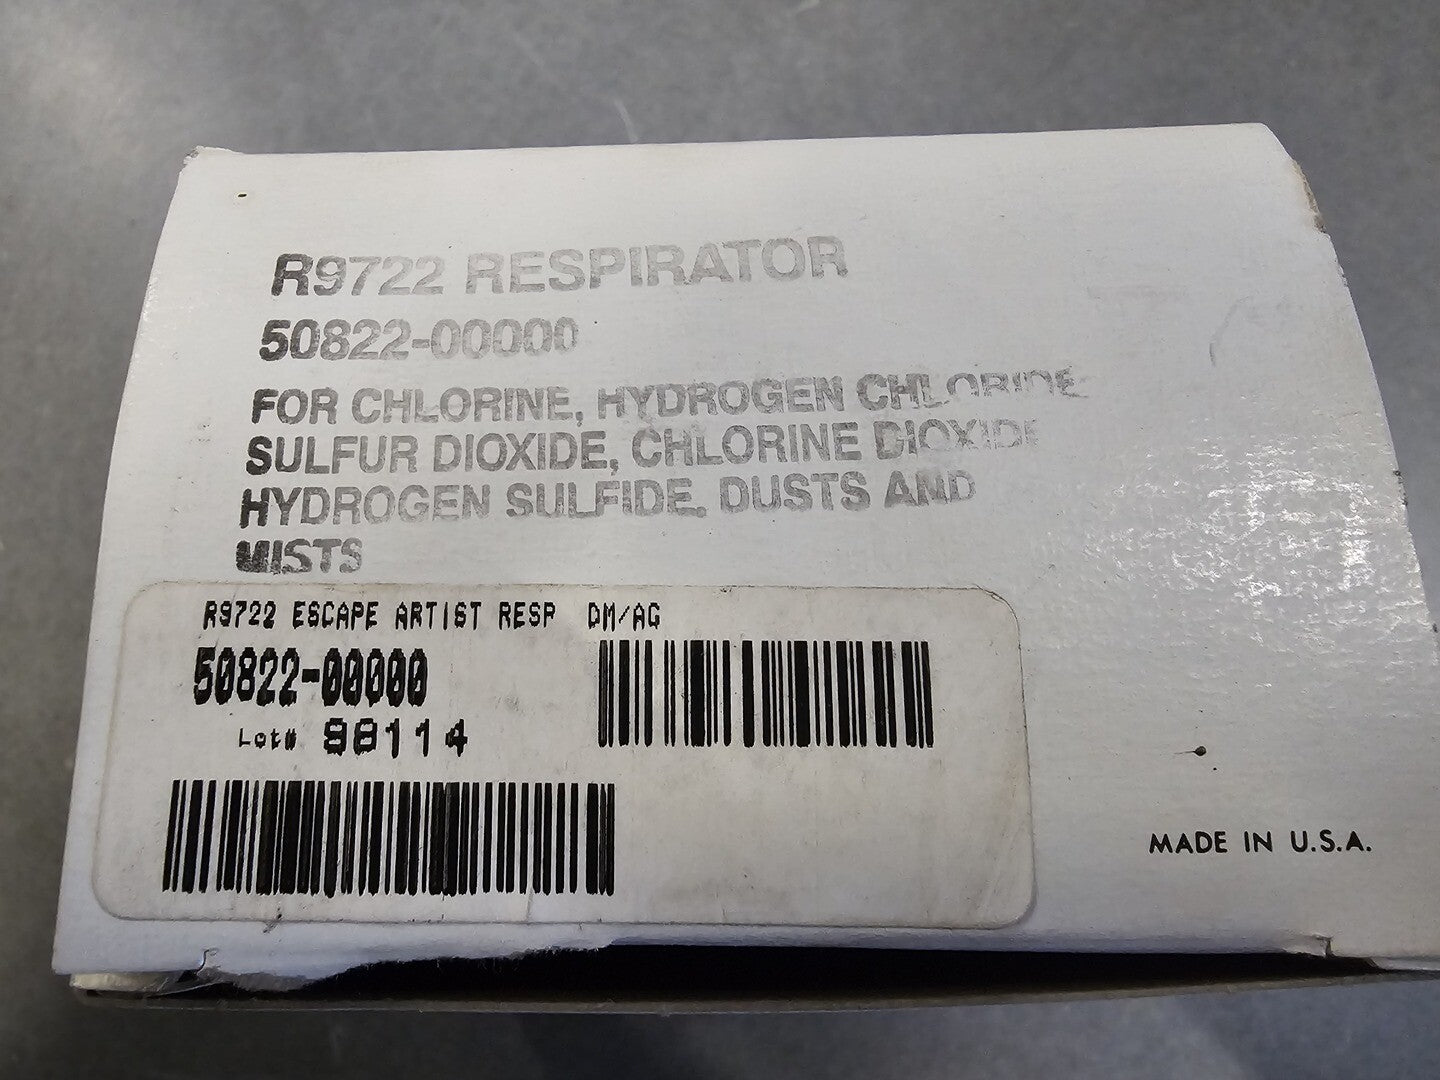 R9722 RESPIRATOR
50822-00000
FOR CHLORINE, HYDROGEN CHLORIDE
SULFUR DIOXIDE, CHLORINE DIOXIDE
HYDROGEN SULFIDE, DUSTS AND
MISTS
R9722 ESCAPE ARTIST RESP DM/AG
50822-00000
Lot# 98114
MADE IN U.S.A.